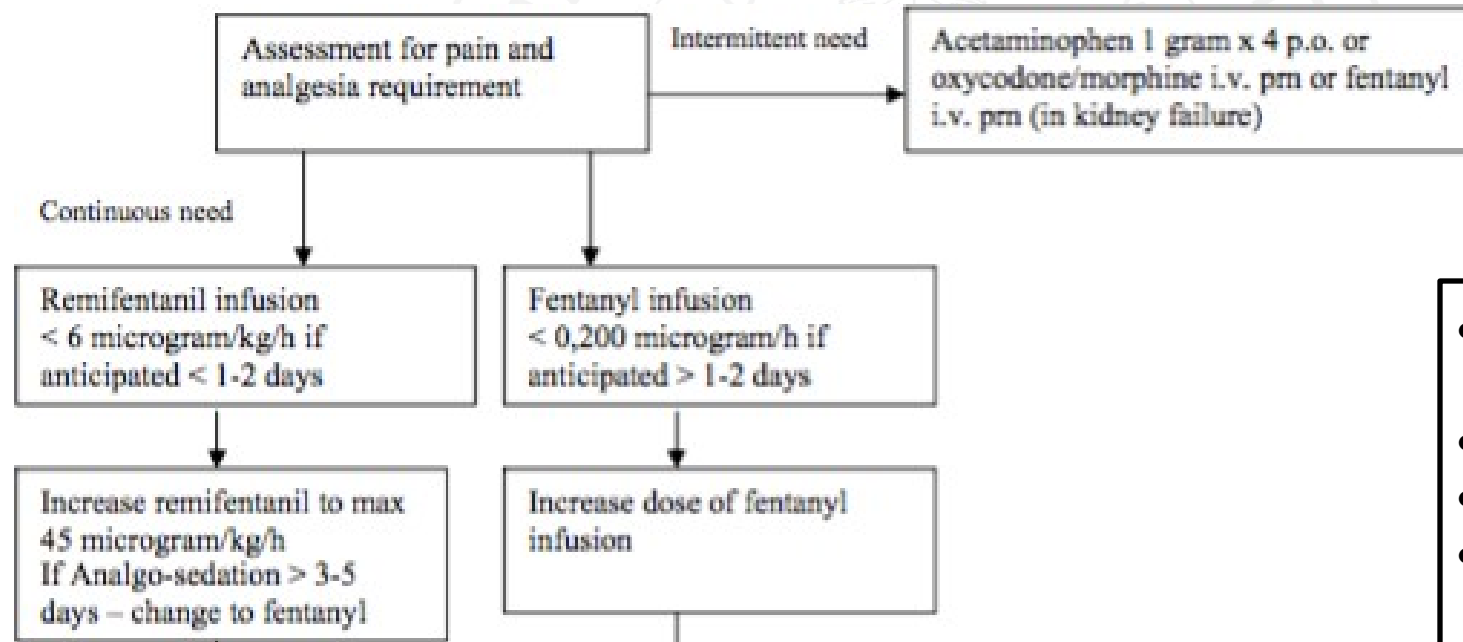 Assessment for pain and
analgesia requirement
Intermittent need
Acetaminophen 1 gram x 4 p.o. or
oxycodone/morphine i.v. prn or fentanyl
i.v. prn (in kidney failure)
Continuous need
Remifentanil infusion
< 6 microgram/kg/h if
anticipated < 1-2 days
Fentanyl infusion
< 0,200 microgram/h if
anticipated > 1-2 days
Increase remifentanil to max
45 microgram/kg/h
If Analgo-sedation > 3-5
days – change to fentanyl
Increase dose of fentanyl
infusion